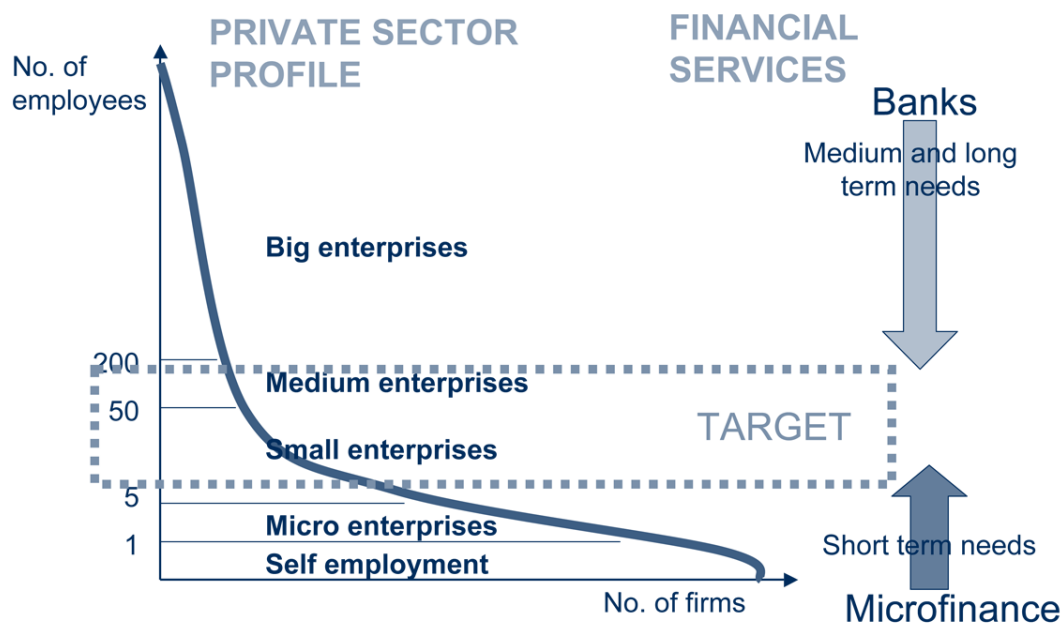 PRIVATE SECTOR
PROFILE
FINANCIAL
SERVICES
No. of
employees
Banks
Medium and long
term needs
Big enterprises
200
Medium enterprises
50
TARGET
Small enterprises
5
Micro enterprises
1
Short term needs
Self employment
No. of firms
Microfinance